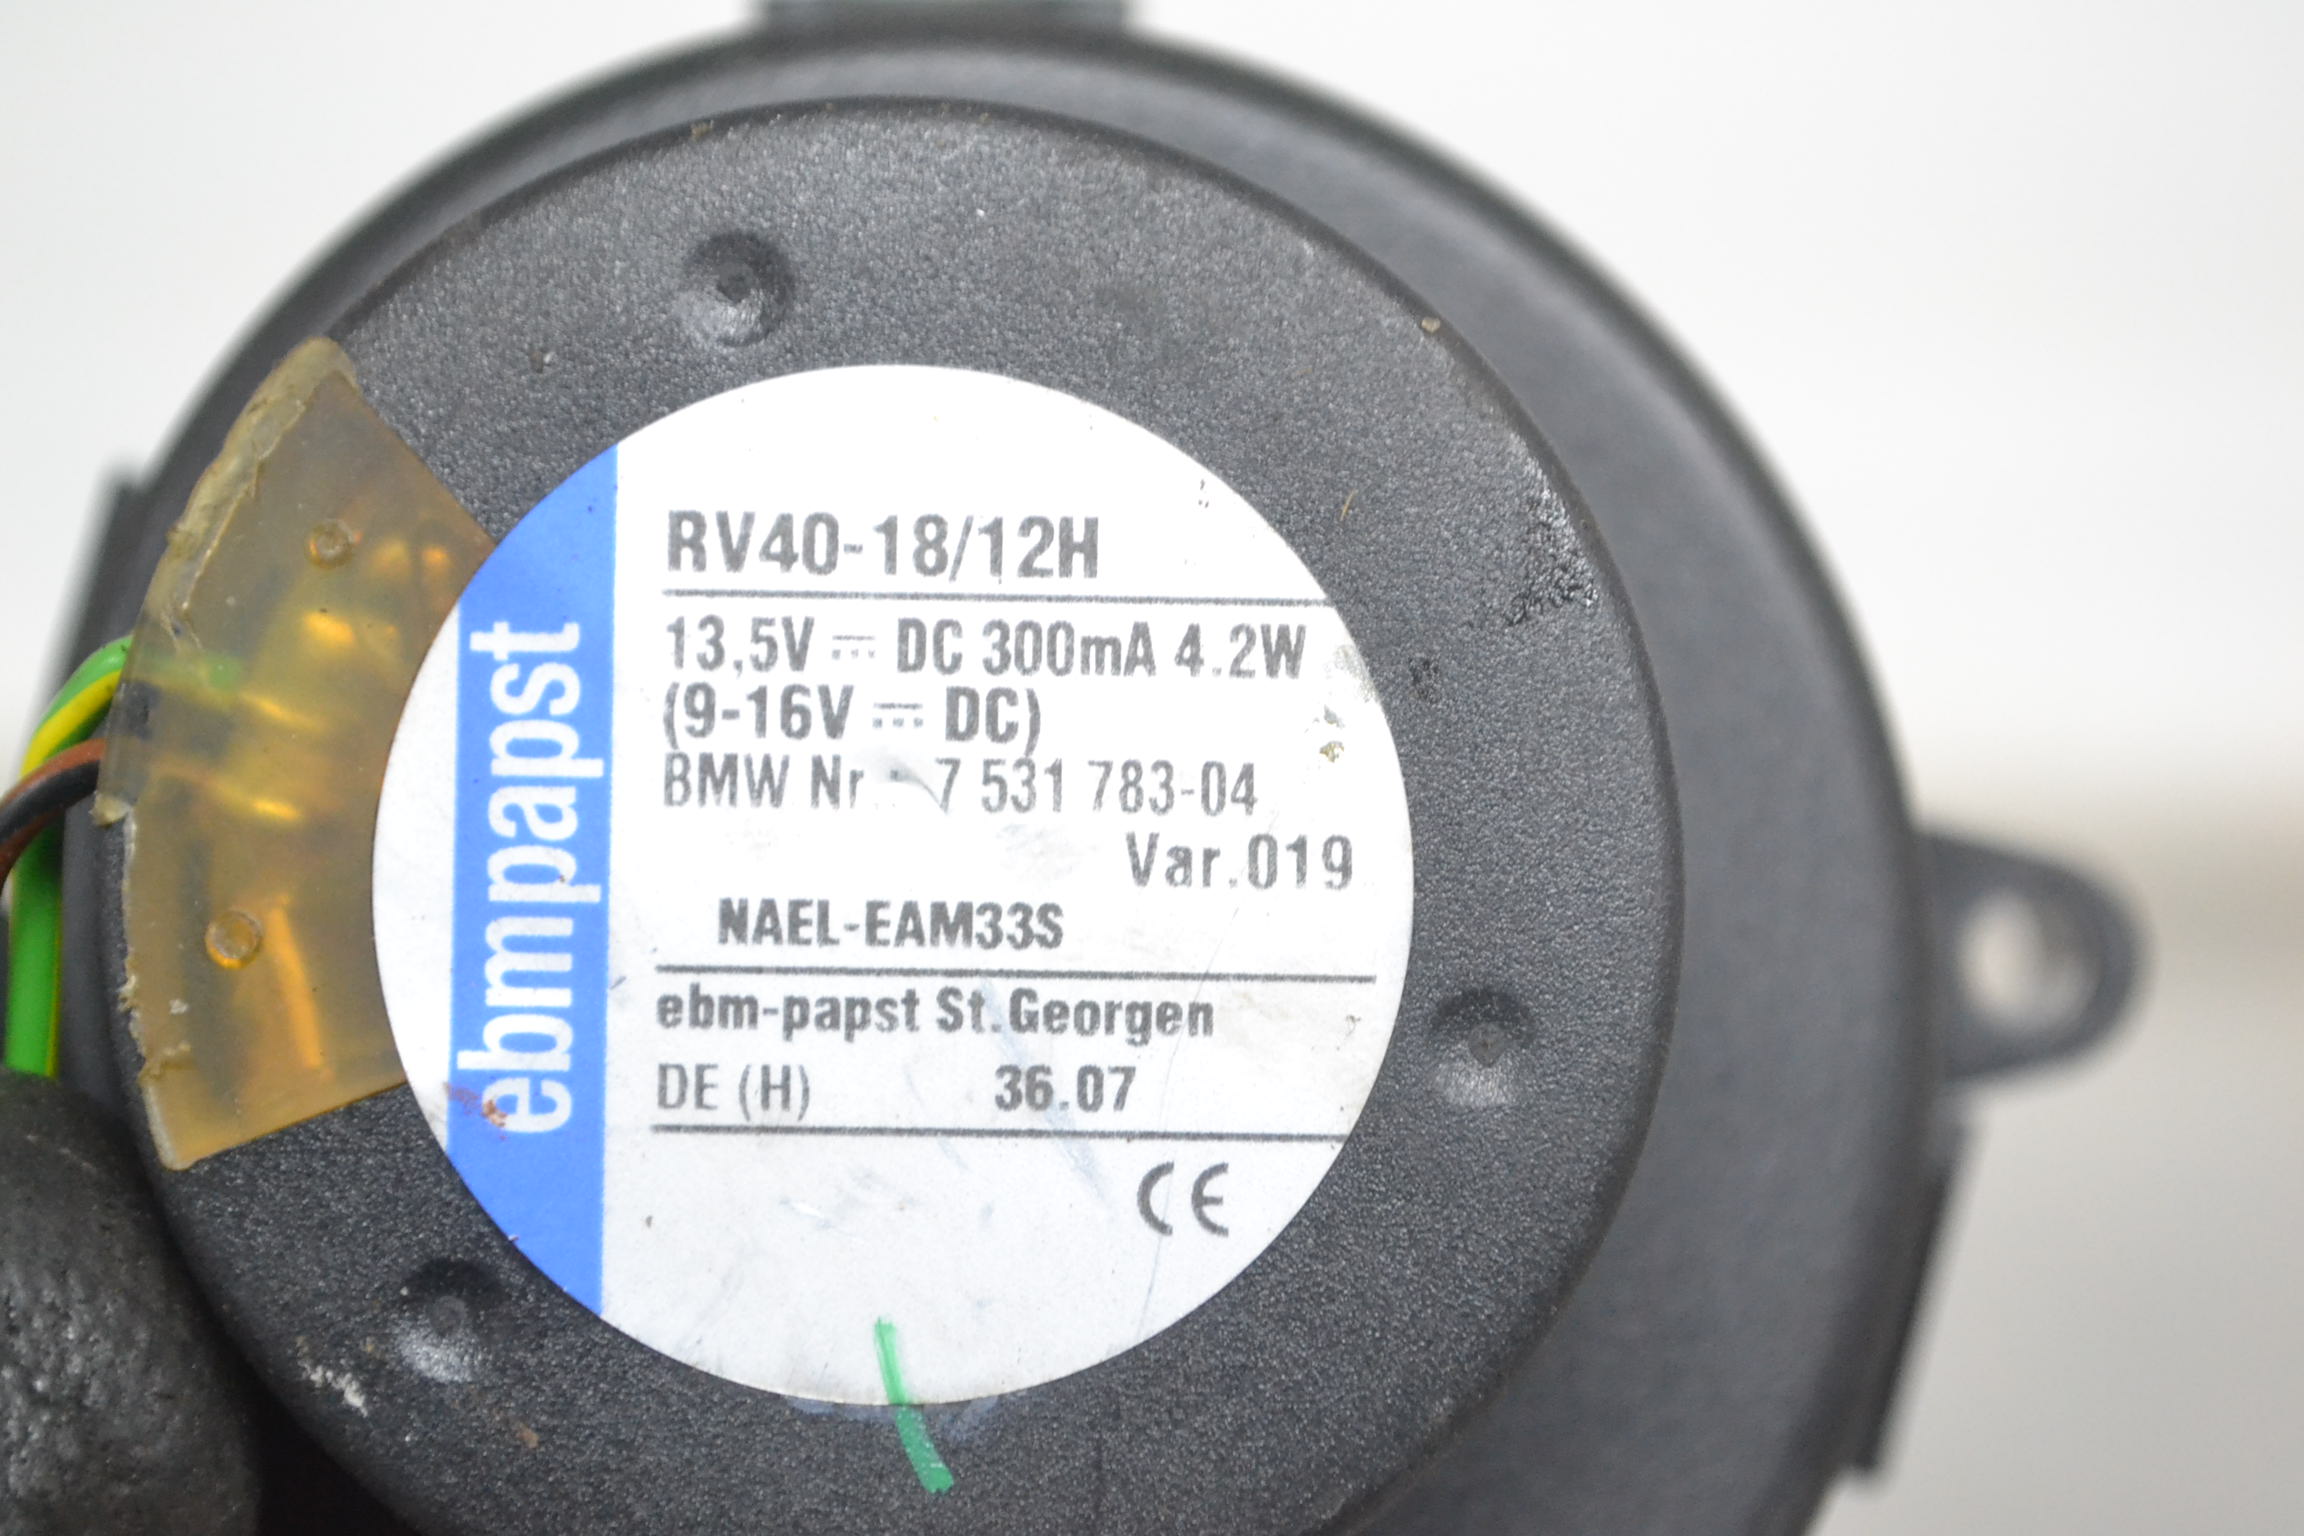 ebmpapst
RV40-18/12H
13,5V ⎓ DC 300mA 4.2W
(9-16V ⎓ DC)
BMW Nr : 7 531 783-04
Var.019
NAEL-EAM33S
ebm-papst St.Georgen
DE (H) 36.07
CE